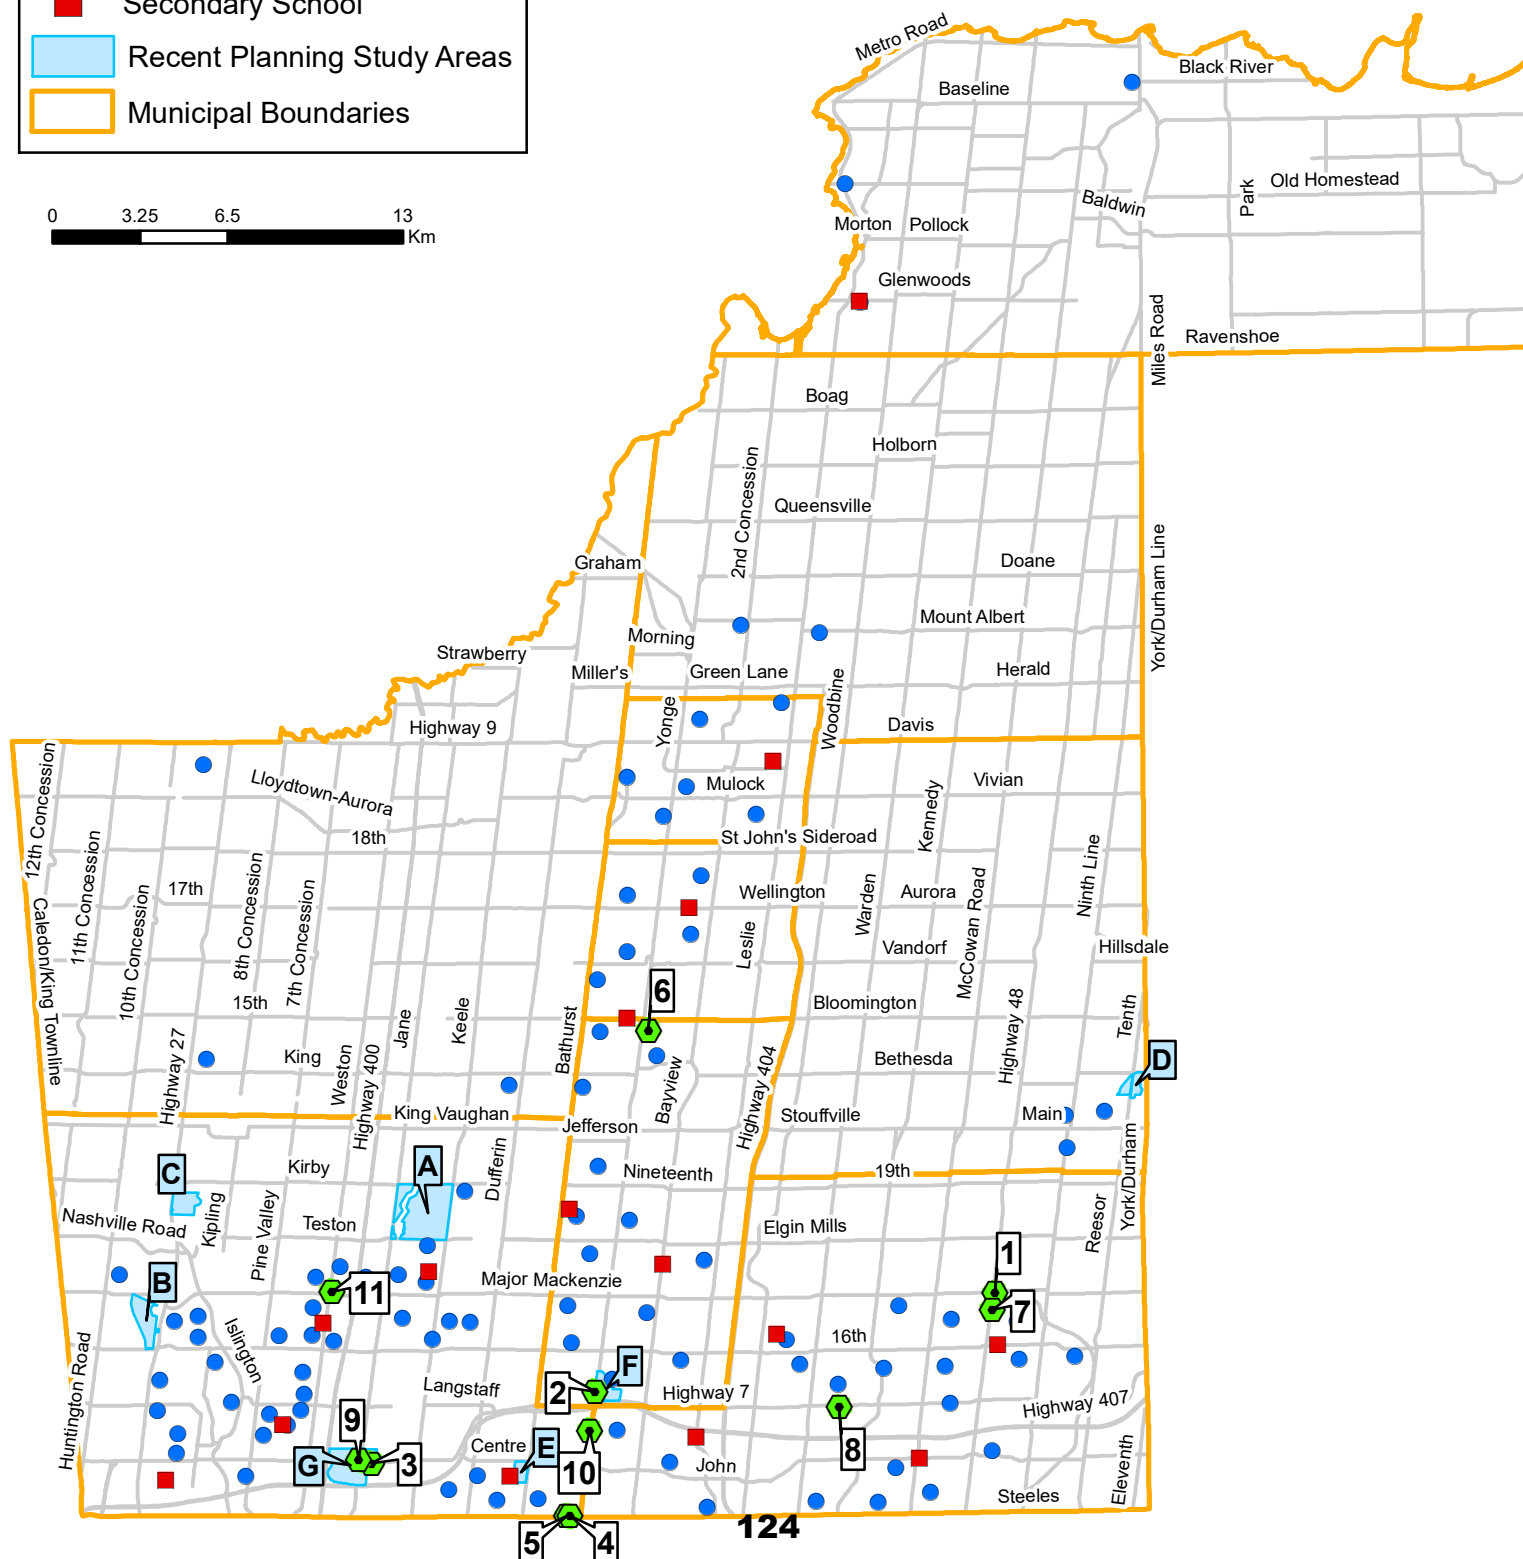 Secondary School
Recent Planning Study Areas
Municipal Boundaries
0 3.25 6.5 13
Km
Metro Road
Black River
Baseline
Old Homestead
Park
Baldwin
Morton
Pollock
Glenwoods
Ravenshoe
Miles Road
Boag
Holborn
2nd Concession
Queensville
York/Durham Line
Graham
Doane
Mount Albert
Morning
Strawberry
Miller's
Green Lane
Herald
Woodbine
Yonge
Highway 9
Davis
12th Concession
Lloydtown-Aurora
Mulock
Vivian
Kennedy
18th
St John's Sideroad
11th Concession
17th
8th Concession
7th Concession
10th Concession
Wellington
Warden
Aurora
McCowan Road
Ninth Line
Caledon/King Townline
Leslie
Vandorf
Hillsdale
6
15th
Jane
Keele
Bathurst
Bloomington
Highway 48
Tenth
Highway 27
King
Weston
Highway 400
Bayview
Highway 404
Bethesda
D
King Vaughan
Jefferson
Stouffville
Main
C
Kirby
A
Dufferin
Nineteenth
19th
York/Durham
Nashville Road
Kipling
Pine Valley
Teston
Elgin Mills
Reesor
1
B
11
Major Mackenzie
7
Huntington Road
Islington
16th
Langstaff
2
F
Highway 7
Highway 407
9
G
3
Centre
E
10
John
8
Eleventh
Steeles
5
4
124